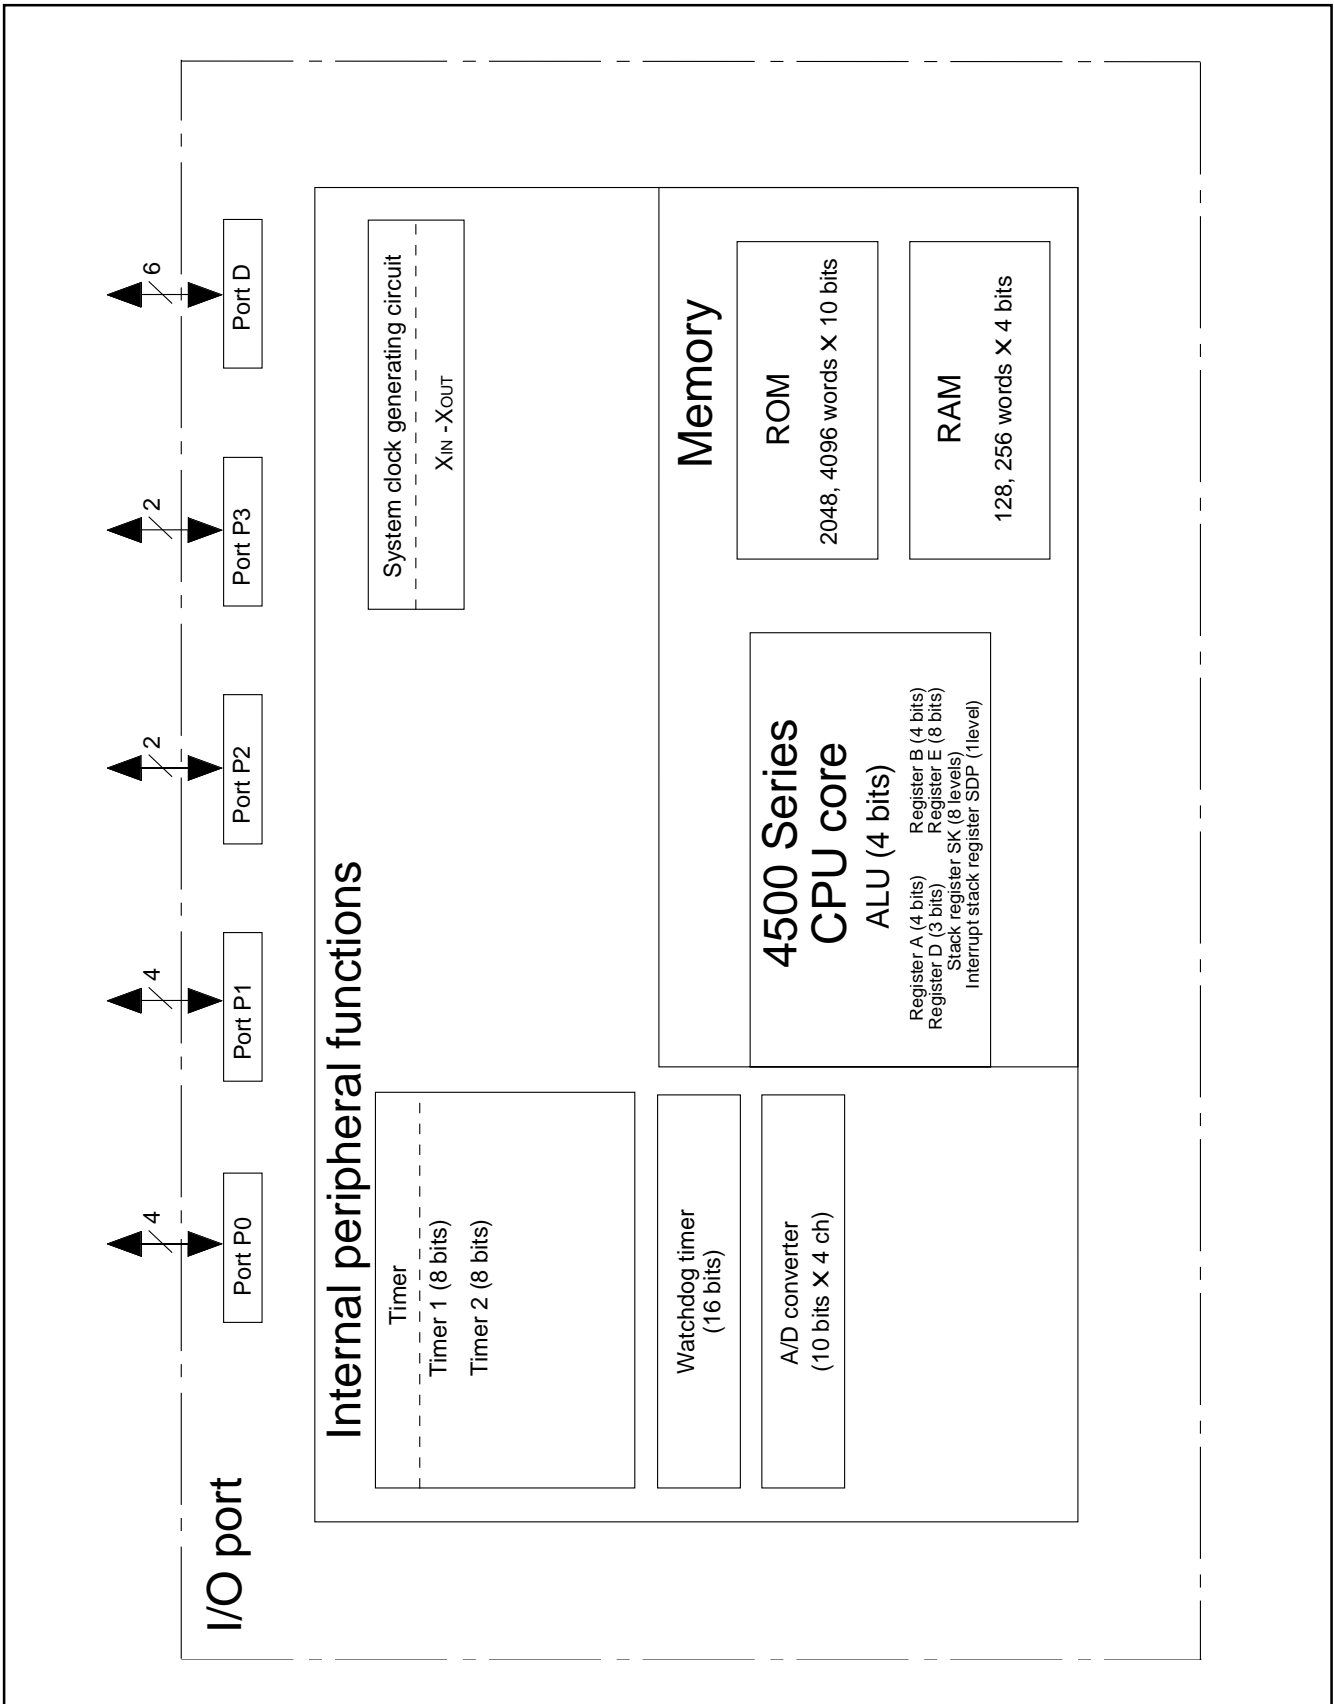 I/O port
4
4
2
2
6
Port P0
Port P1
Port P2
Port P3
Port D
Internal peripheral functions
Timer
Timer 1 (8 bits)
Timer 2 (8 bits)
Watchdog timer
(16 bits)
A/D converter
(10 bits X 4 ch)
System clock generating circuit
XIN -XOUT
4500 Series
CPU core
ALU (4 bits)
Register A (4 bits) Register B (4 bits)
Register D (3 bits) Register E (8 bits)
Stack register SK (8 levels)
Interrupt stack register SDP (1level)
Memory
ROM
2048, 4096 words X 10 bits
RAM
128, 256 words X 4 bits